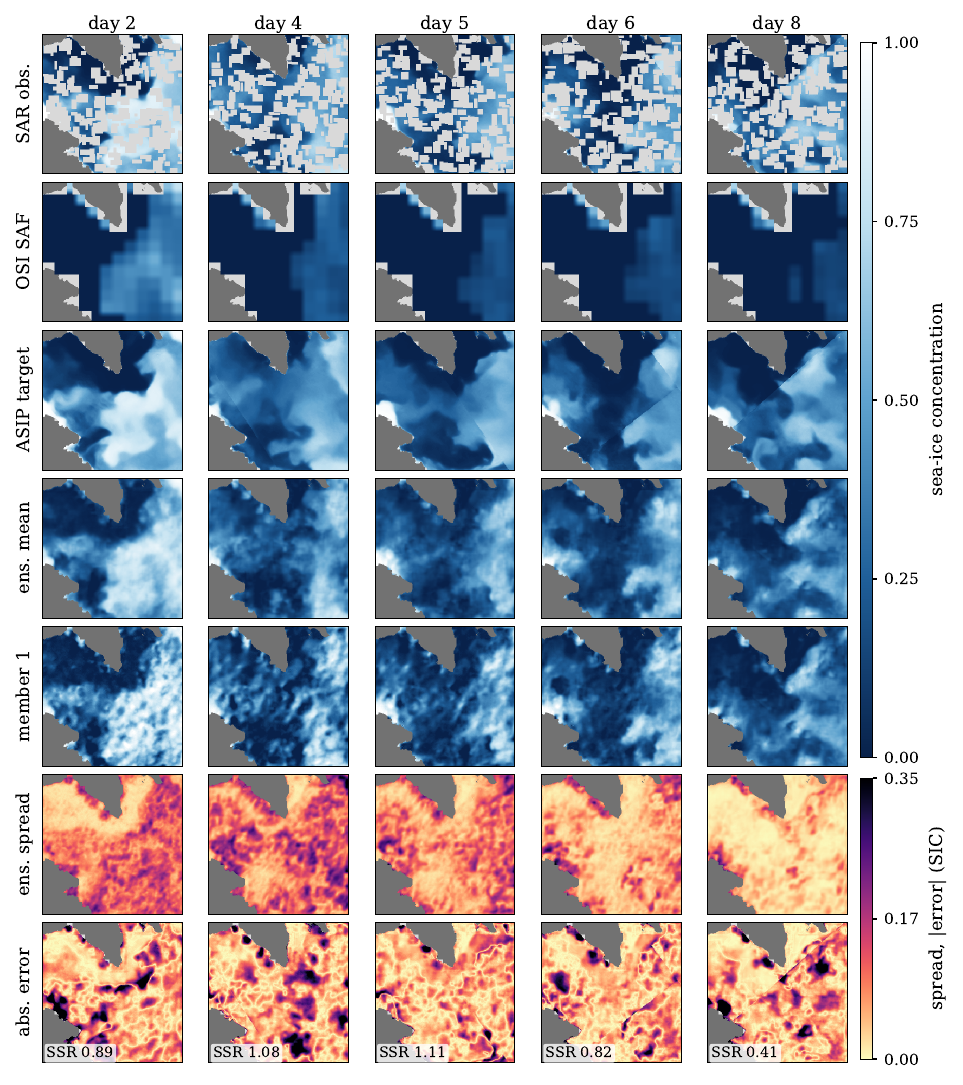 day 2 day 4 day 5 day 6 day 8
SAR obs.
OSI SAF
ASIP target
ens. mean
member 1
ens. spread
abs. error
SSR 0.89 SSR 1.08 SSR 1.11 SSR 0.82 SSR 0.41
1.00
0.75
0.50
0.25
0.00
sea-ice concentration
0.35
0.17
0.00
spread, |error| (SIC)